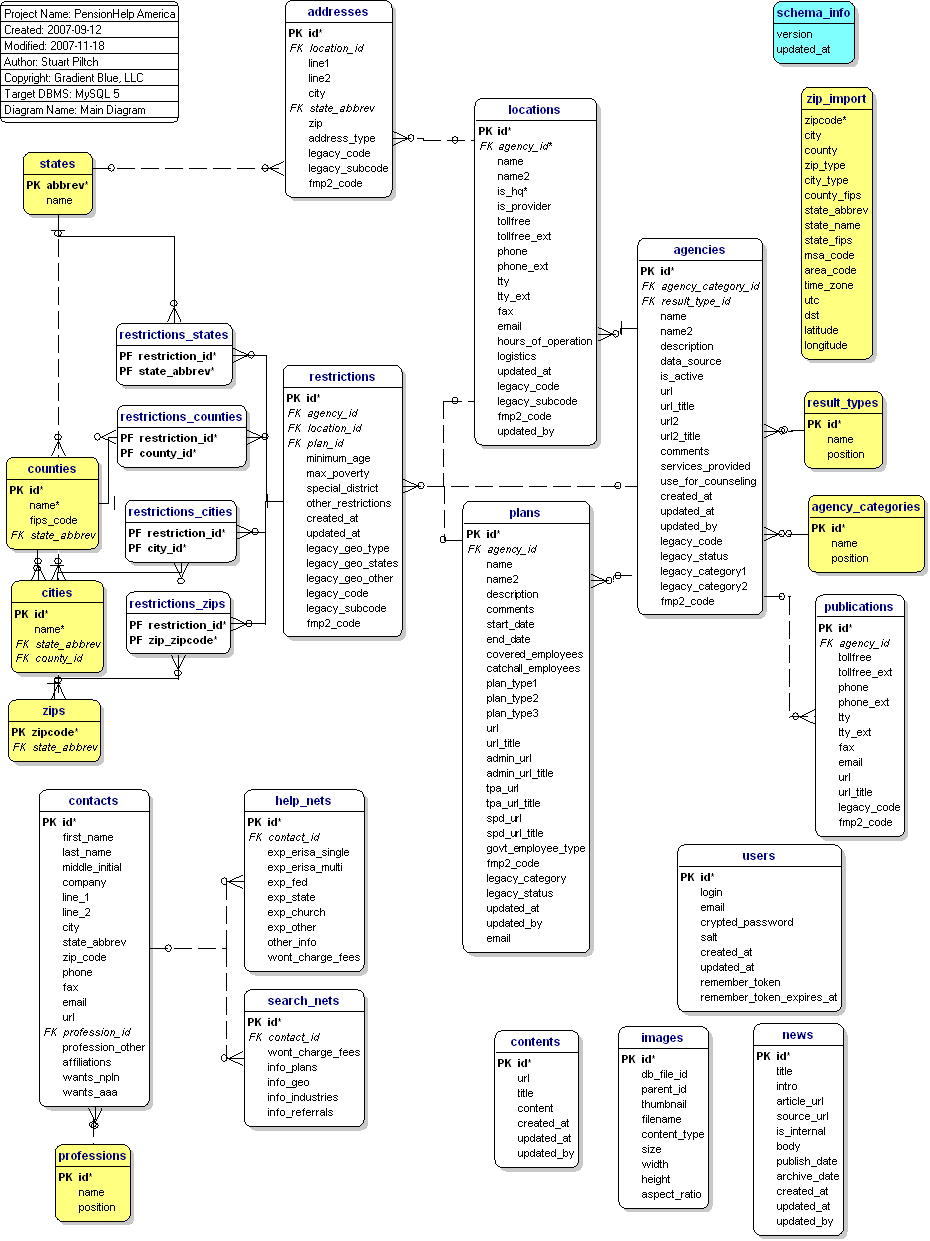 Project Name: PensionHelp America
Created: 2007-09-12
Modified: 2007-11-18
Author: Stuart Piltch
Copyright: Gradient Blue, LLC
Target DBMS: MySQL 5
Diagram Name: Main Diagram
addresses
PK id*
FK location_id
line1
line2
city
FK state_abbrev
zip
address_type
legacy_code
legacy_subcode
fmp2_code
schema_info
version
updated_at
zip_import
zipcode*
city
county
zip_type
city_type
county_fips
state_abbrev
state_name
state_fips
msa_code
area_code
time_zone
utc
dst
latitude
longitude
locations
PK id*
FK agency_id*
name
name2
is_hq*
is_provider
tollfree
tollfree_ext
phone
phone_ext
tty
tty_ext
fax
email
hours_of_operation
logistics
updated_at
legacy_code
legacy_subcode
fmp2_code
updated_by
states
PK abbrev*
name
agencies
PK id*
FK agency_category_id
FK result_type_id
name
name2
description
data_source
is_active
url
url_title
url2
url2_title
comments
services_provided
use_for_counseling
created_at
updated_at
updated_by
legacy_code
legacy_status
legacy_category1
legacy_category2
fmp2_code
restrictions_states
PF restriction_id*
PF state_abbrev*
restrictions
PK id*
FK agency_id
FK location_id
FK plan_id
minimum_age
max_poverty
special_district
other_restrictions
created_at
updated_at
legacy_geo_type
legacy_geo_states
legacy_geo_other
legacy_code
legacy_subcode
fmp2_code
restrictions_counties
PF restriction_id*
PF county_id*
result_types
PK id*
name
position
counties
PK id*
name*
fips_code
FK state_abbrev
restrictions_cities
PF restriction_id*
PF city_id*
plans
PK id*
FK agency_id
name
name2
description
comments
start_date
end_date
covered_employees
catchall_employees
plan_type1
plan_type2
plan_type3
url
url_title
admin_url
admin_url_title
tpa_url
tpa_url_title
spd_url
spd_url_title
govt_employee_type
fmp2_code
legacy_category
legacy_status
updated_at
updated_by
email
agency_categories
PK id*
name
position
cities
PK id*
name*
FK state_abbrev
FK county_id
restrictions_zips
PF restriction_id*
PF zip_zipcode*
publications
PK id*
FK agency_id
tollfree
tollfree_ext
phone
phone_ext
tty
tty_ext
fax
email
url
url_title
legacy_code
fmp2_code
zips
PK zipcode*
FK state_abbrev
contacts
PK id*
first_name
last_name
middle_initial
company
line_1
line_2
city
state_abbrev
zip_code
phone
fax
email
url
FK profession_id
profession_other
affiliations
wants_npln
wants_aaa
help_nets
PK id*
FK contact_id
exp_erisa_single
exp_erisa_multi
exp_fed
exp_state
exp_church
exp_other
other_info
wont_charge_fees
users
PK id*
login
email
crypted_password
salt
created_at
updated_at
remember_token
remember_token_expires_at
search_nets
PK id*
FK contact_id
wont_charge_fees
info_plans
info_geo
info_industries
info_referrals
contents
PK id*
url
title
content
created_at
updated_at
updated_by
images
PK id*
db_file_id
parent_id
thumbnail
filename
content_type
size
width
height
aspect_ratio
news
PK id*
title
intro
article_url
source_url
is_internal
body
publish_date
archive_date
created_at
updated_at
updated_by
professions
PK id*
name
position